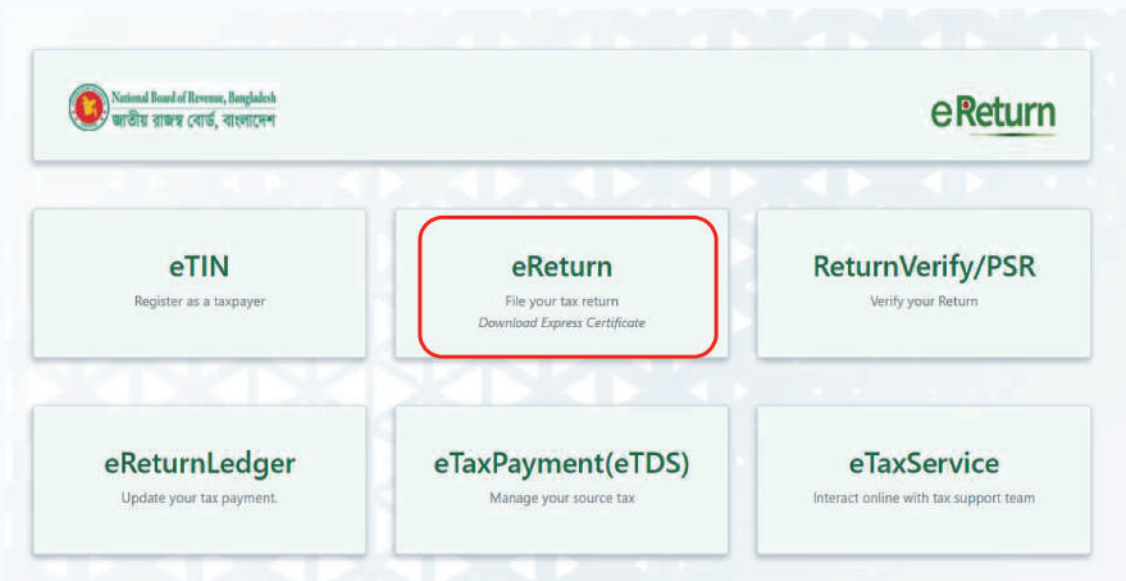 National Board of Revenue, Bangladesh
জাতীয় রাজস্ব বোর্ড, বাংলাদেশ
eReturn
eTIN
Register as a taxpayer
eReturn
File your tax return
Download Express Certificate
ReturnVerify/PSR
Verify your Return
eReturnLedger
Update your tax payment.
eTaxPayment(eTDS)
Manage your source tax
eTaxService
Interact online with tax support team